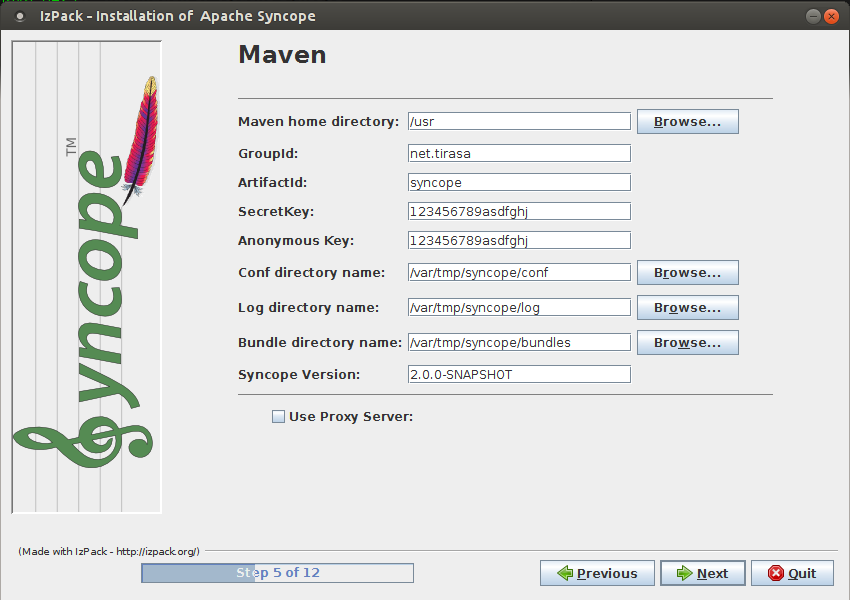 IzPack - Installation of Apache Syncope
Maven
Maven home directory: /usr Browse...
GroupId: net.tirasa
ArtifactId: syncope
SecretKey: 123456789asdfghj
Anonymous Key: 123456789asdfghj
Conf directory name: /var/tmp/syncope/conf Browse...
Log directory name: /var/tmp/syncope/log Browse...
Bundle directory name: /var/tmp/syncope/bundles Browse...
Syncope Version: 2.0.0-SNAPSHOT
Use Proxy Server:
Syncope TM
(Made with IzPack - http://izpack.org/)
Step 5 of 12
Previous Next Quit